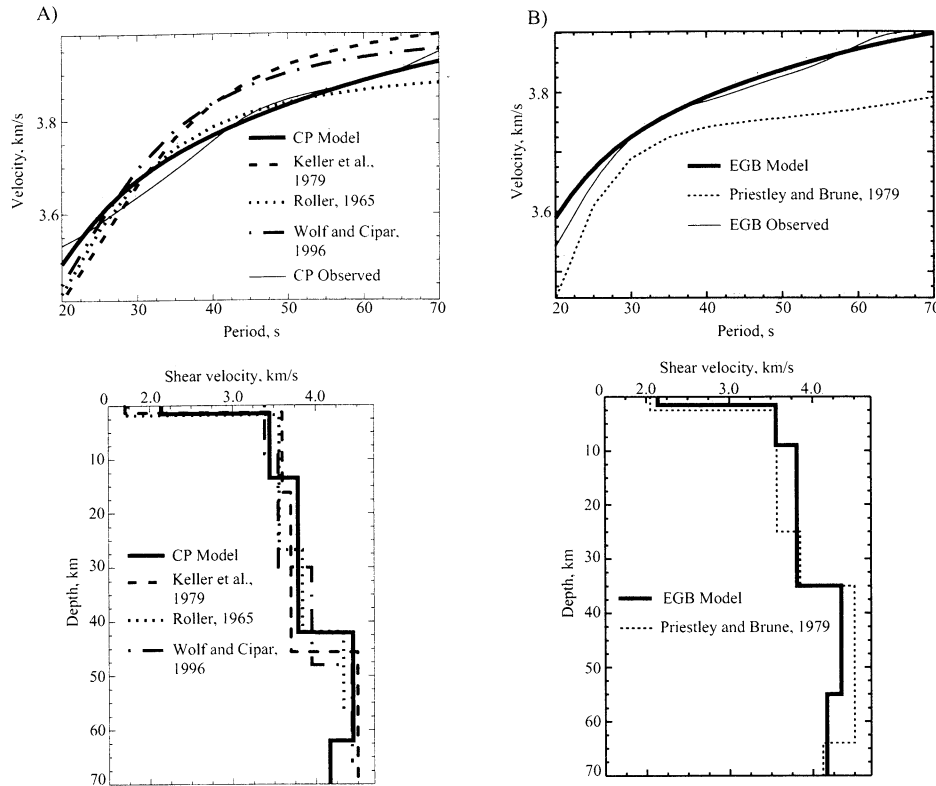 A)
Velocity, km/s
3.8
3.6
20
30
40
50
60
70
Period, s
CP Model
Keller et al.,
1979
Roller, 1965
Wolf and Cipar,
1996
CP Observed
B)
Velocity, km/s
3.8
3.6
20
30
40
50
60
70
Period, s
EGB Model
Priestley and Brune, 1979
EGB Observed
Shear velocity, km/s
0
2.0
3.0
4.0
0
10
20
30
40
50
60
70
Depth, km
CP Model
Keller et al.,
1979
Roller, 1965
Wolf and Cipar,
1996
Shear velocity, km/s
0
2.0
3.0
4.0
0
10
20
30
40
50
60
70
Depth, km
EGB Model
Priestley and Brune, 1979